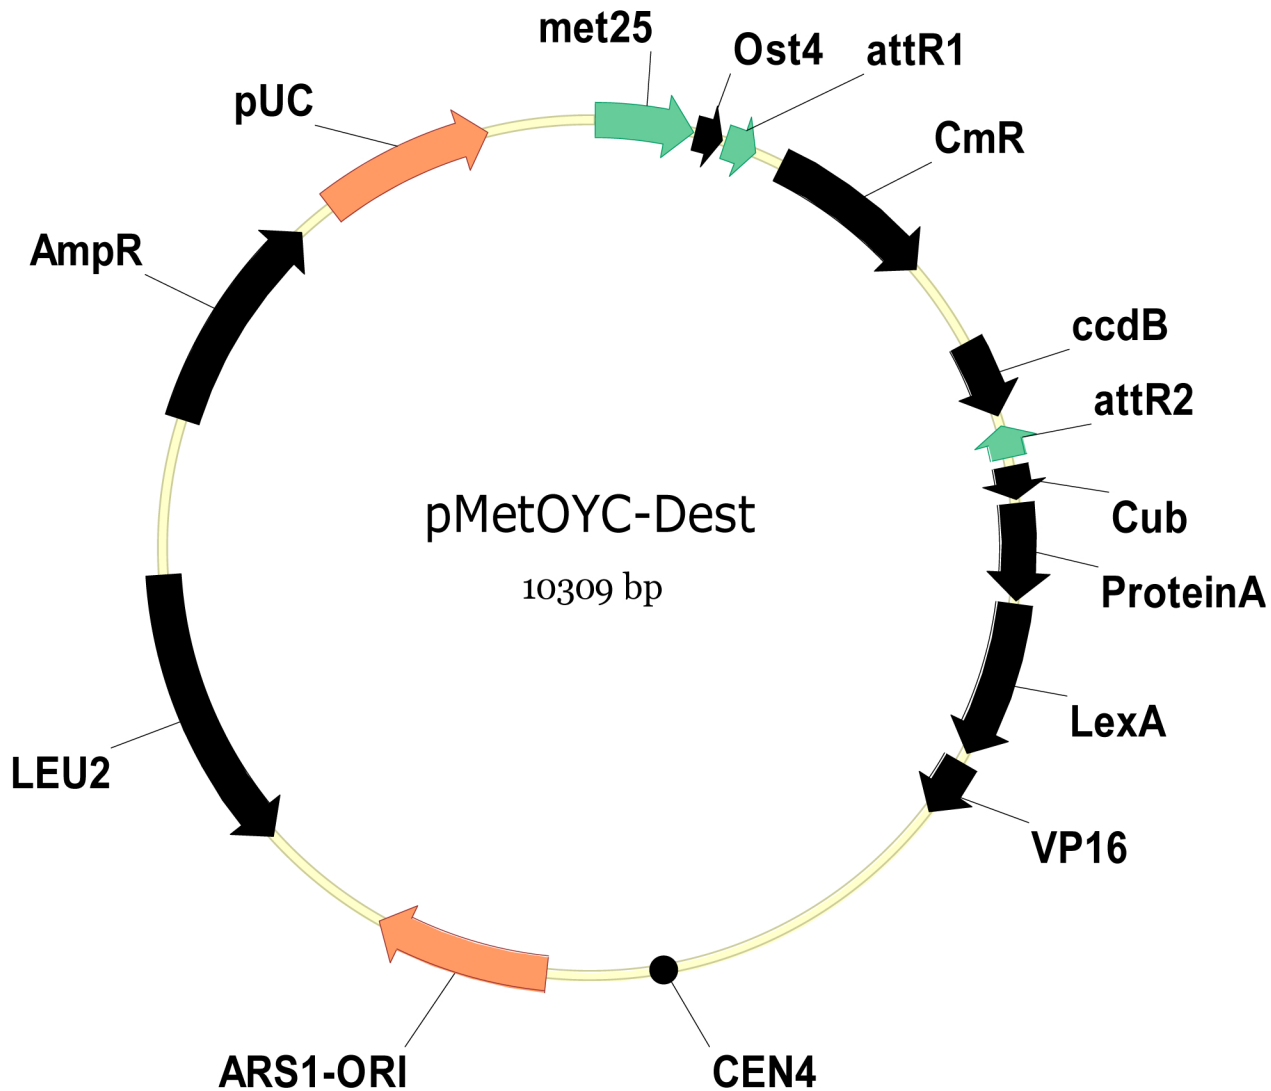 met25
Ost4
attR1
pUC
CmR
AmpR
ccdB
attR2
pMetOYC-Dest
Cub
10309 bp
ProteinA
LexA
LEU2
VP16
ARS1-ORI
CEN4